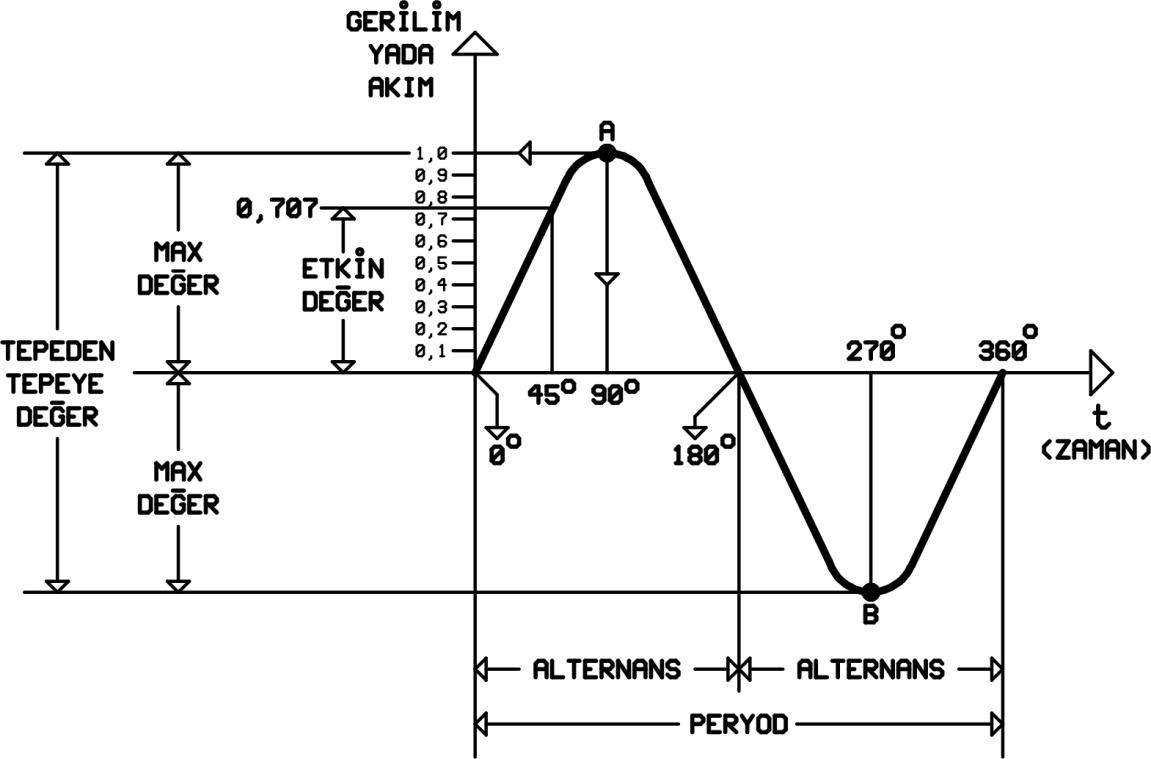 GERİLİM
YADA
AKIM
A
1,0
0,9
0,8
0,707
0,7
0,6
0,5
0,4
0,3
0,2
0,1
MAX
DEĞER
ETKİN
DEĞER
TEPEDEN
TEPEYE
DEĞER
MAX
DEĞER
0°
45°
90°
180°
270°
360°
t
(ZAMAN)
B
ALTERNANS
ALTERNANS
PERYOD